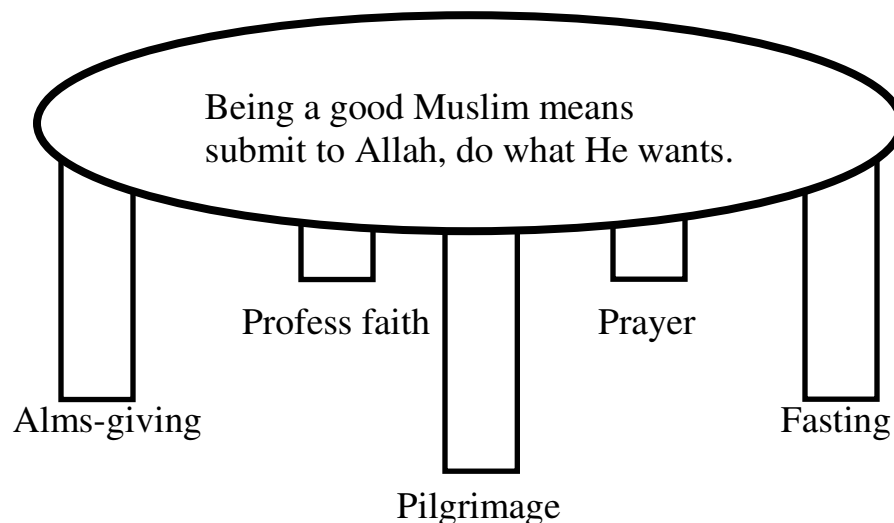 Being a good Muslim means
submit to Allah, do what He wants.
Profess faith
Prayer
Alms-giving
Fasting
Pilgrimage